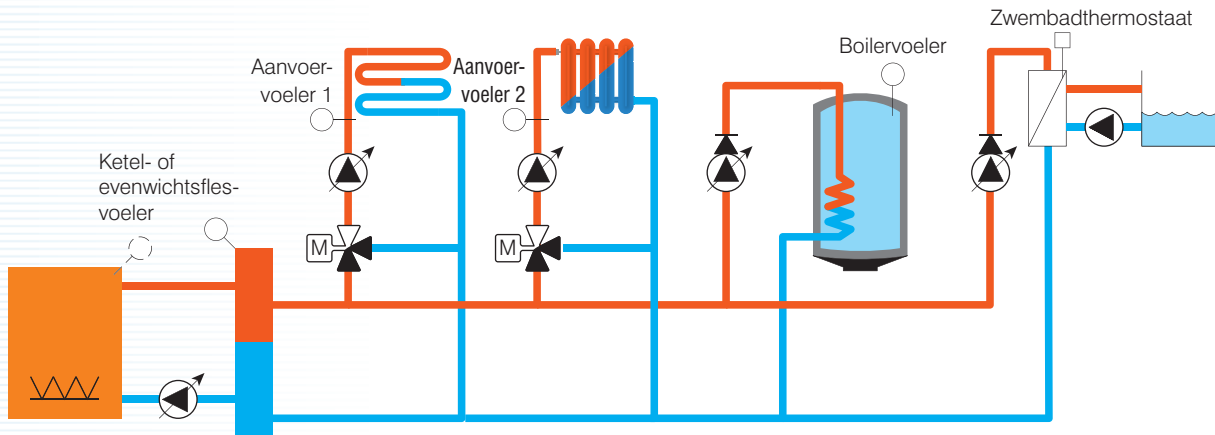 Zwembadthermostaat
Boilervoeler
Aanvoer-
voeler 1
Aanvoer-
voeler 2
Ketel- of
evenwichtsfles-
voeler
M
M